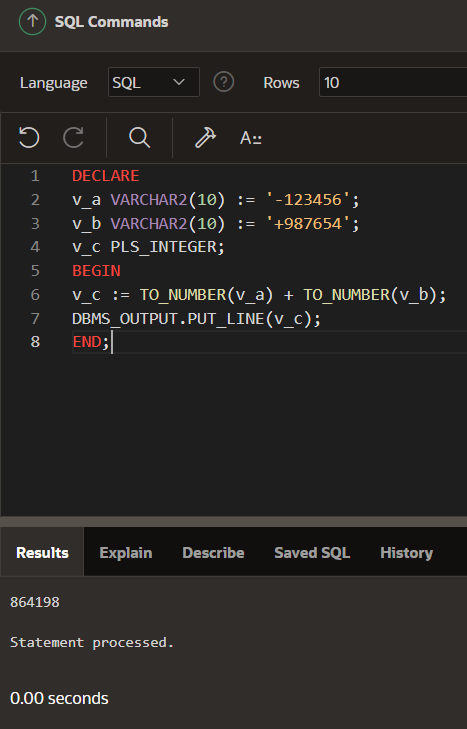 SQL Commands
Language SQL Rows 10
A::
1 DECLARE
2 v_a VARCHAR2(10) := '-123456';
3 v_b VARCHAR2(10) := '+987654';
4 v_c PLS_INTEGER;
5 BEGIN
6 v_c := TO_NUMBER(v_a) + TO_NUMBER(v_b);
7 DBMS_OUTPUT.PUT_LINE(v_c);
8 END;
Results Explain Describe Saved SQL History
864198
Statement processed.
0.00 seconds